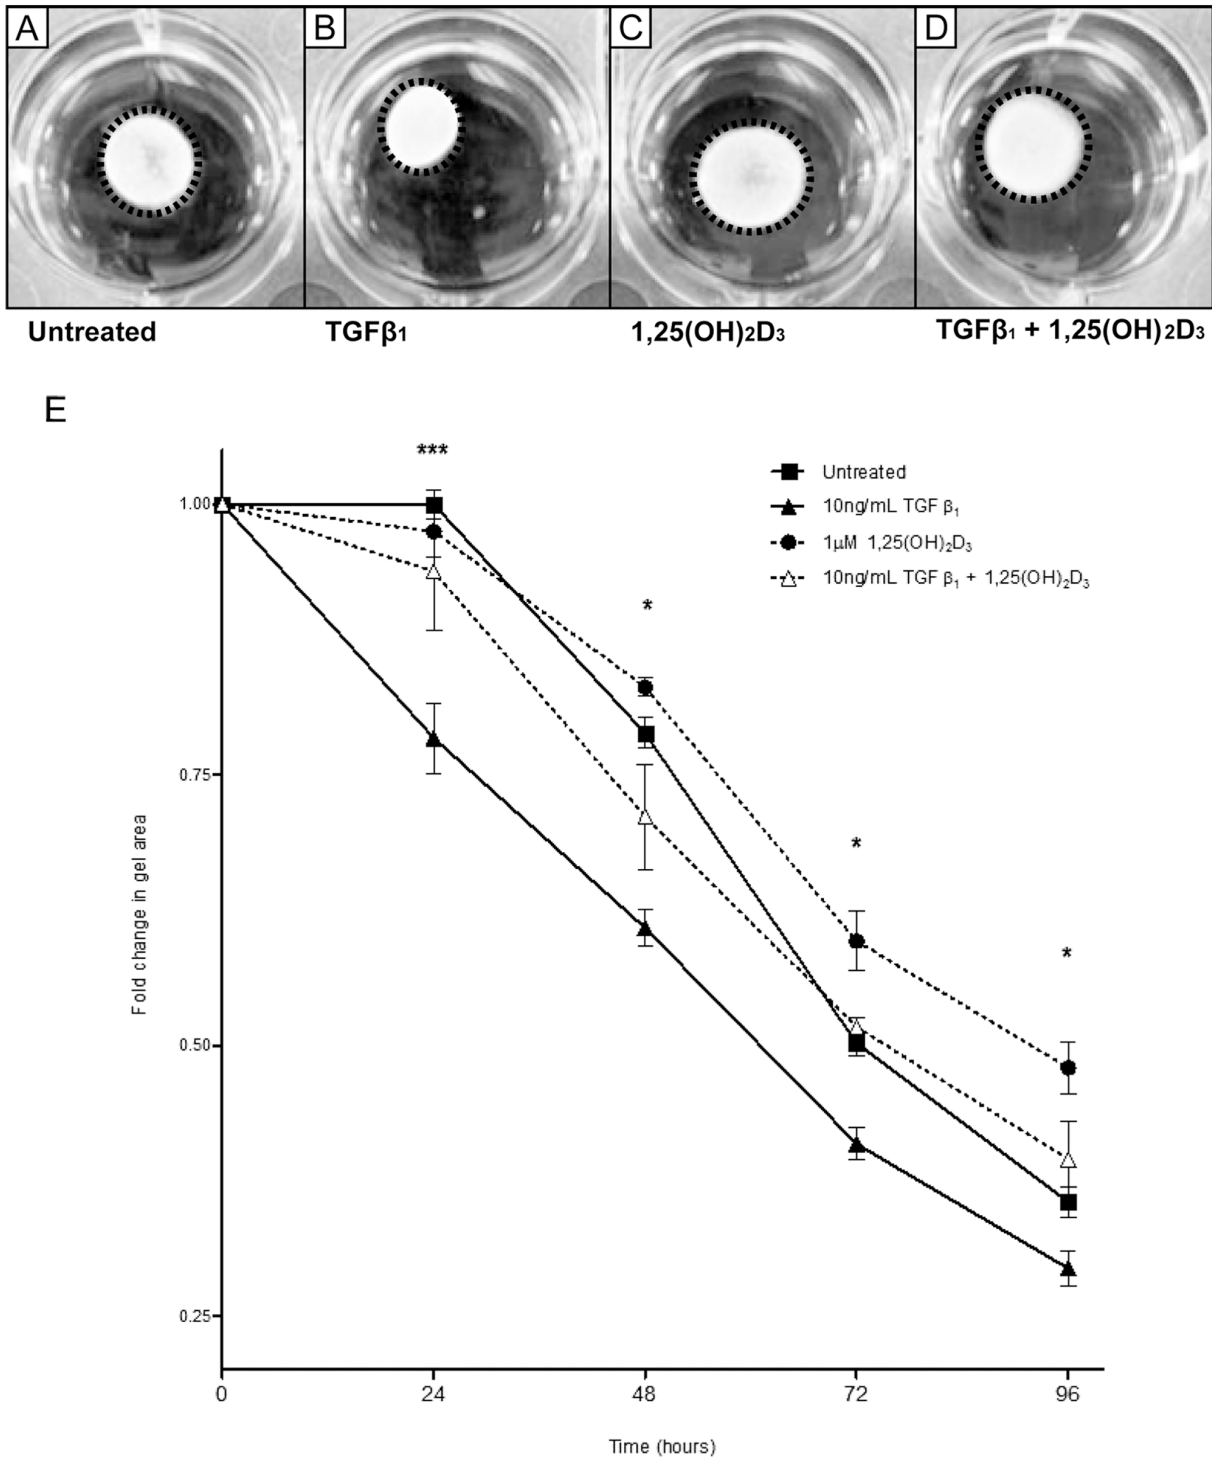 A B C D
Untreated TGFβ₁ 1,25(OH)₂D₃ TGFβ₁ + 1,25(OH)₂D₃
E
***
Untreated
1.00
10ng/mL TGF β₁
1µM 1,25(OH)₂D₃
10ng/mL TGF β₁ + 1,25(OH)₂D₃
*
0.75
Fold change in gel area
*
*
0.50
0.25
0 24 48 72 96
Time (hours)